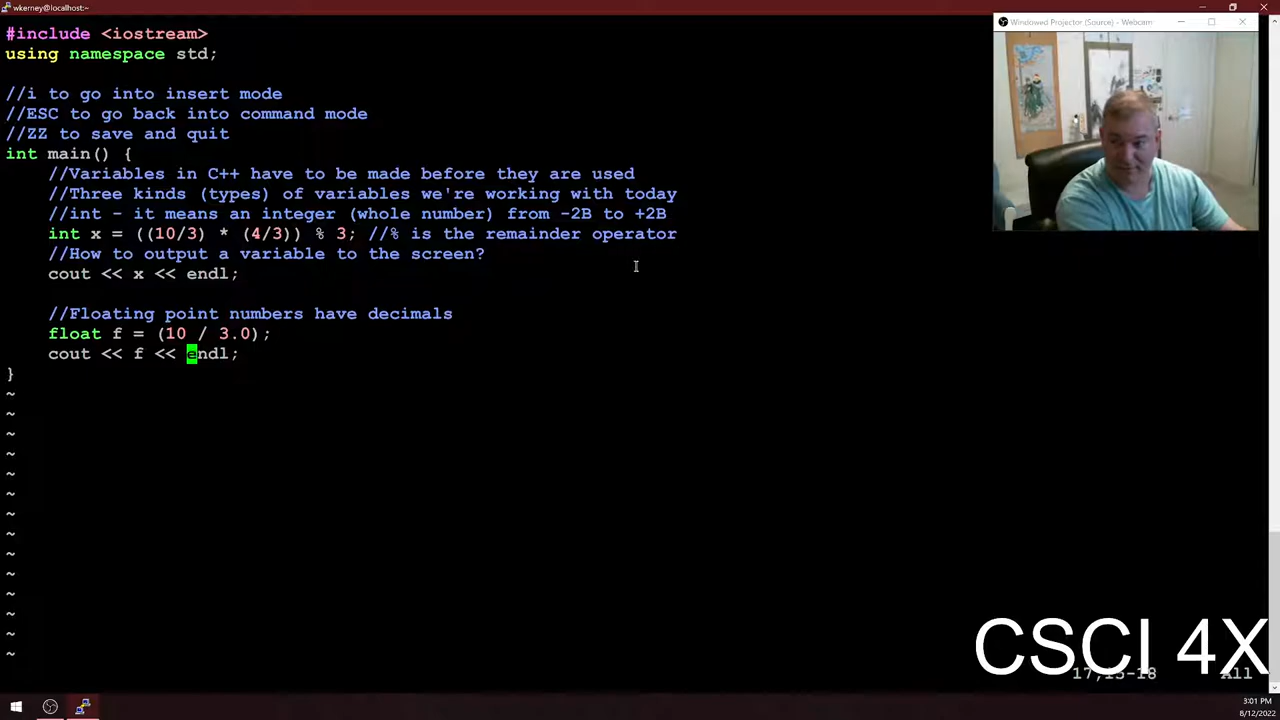 wkerney@localhost:~
Windowed Projector (Source) - Webcam
#include <iostream>
using namespace std;
//i to go into insert mode
//ESC to go back into command mode
//ZZ to save and quit
int main() {
//Variables in C++ have to be made before they are used
//Three kinds (types) of variables we're working with today
//int - it means an integer (whole number) from -2B to +2B
int x = ((10/3) * (4/3)) % 3; //% is the remainder operator
//How to output a variable to the screen?
cout << x << endl;
//Floating point numbers have decimals
float f = (10 / 3.0);
cout << f << endl;
}
~
~
~
~
~
~
~
~
~
~
~
~
~
~
CSCI 4X
17,15-18 All
3:01 PM
8/12/2022